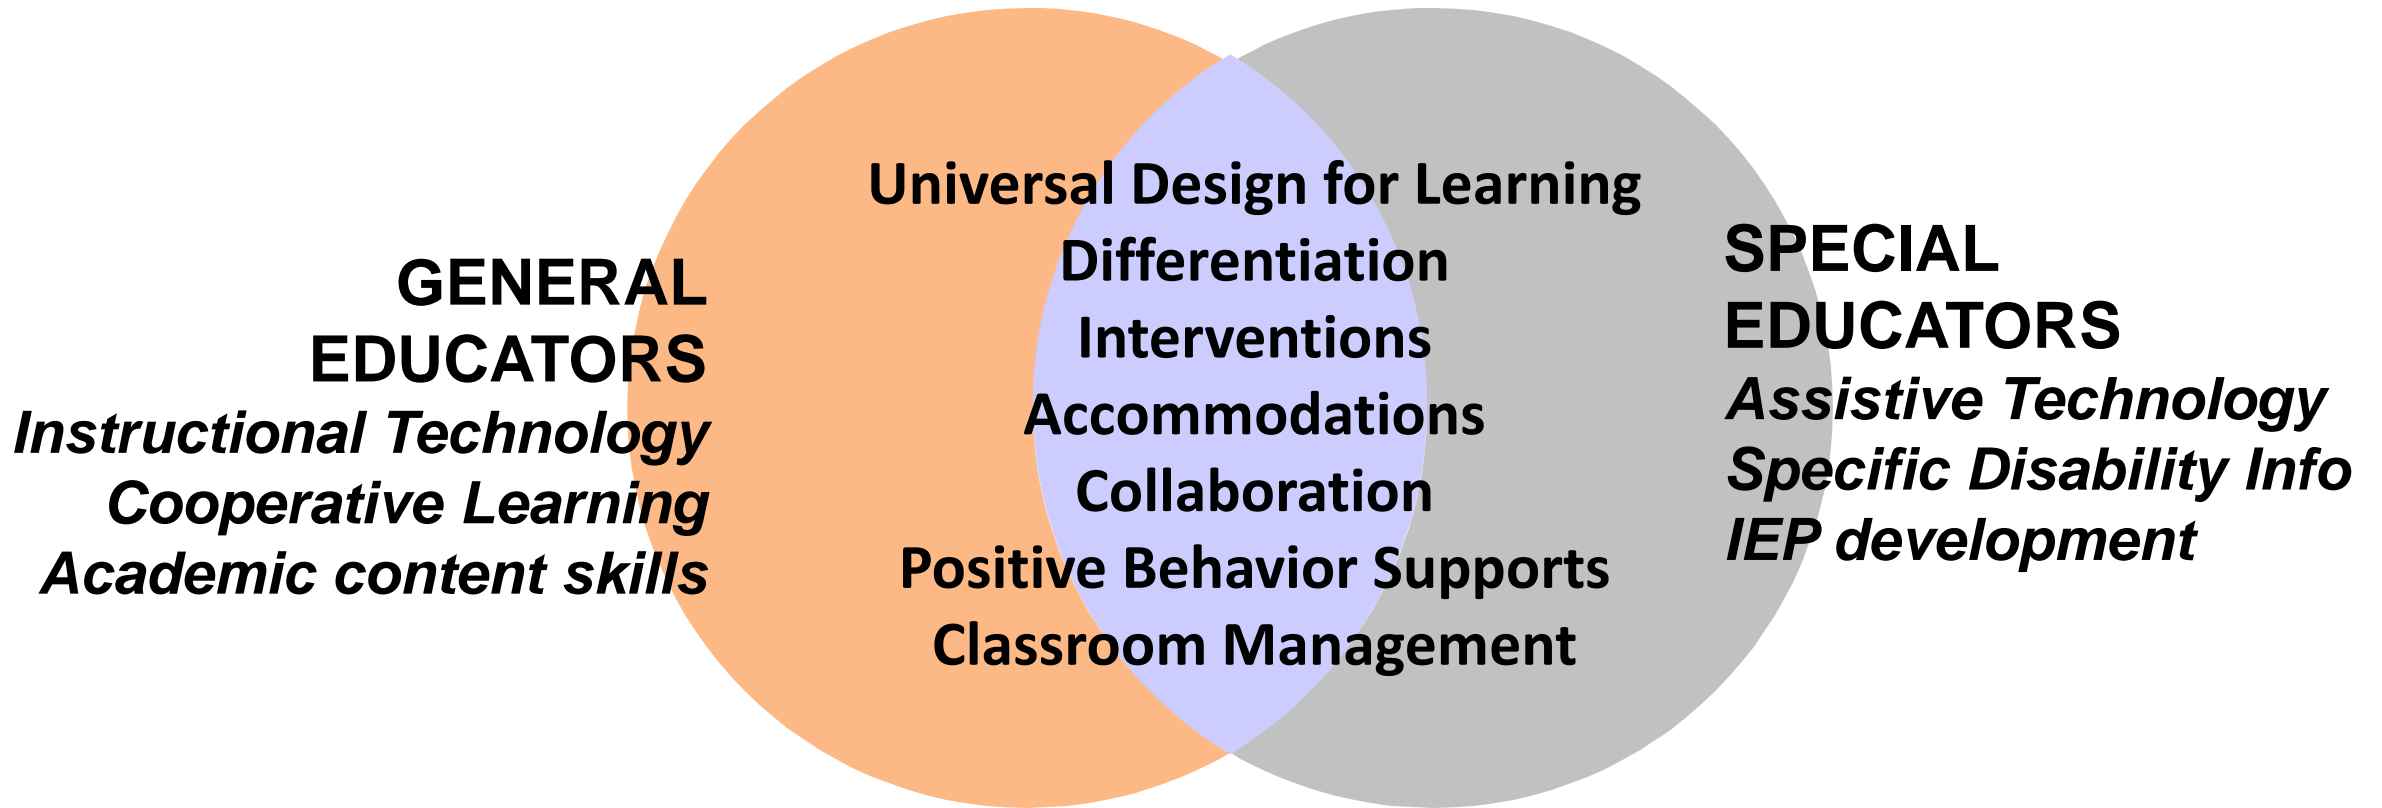 GENERAL
EDUCATORS
Instructional Technology
Cooperative Learning
Academic content skills
Universal Design for Learning
Differentiation
Interventions
Accommodations
Collaboration
Positive Behavior Supports
Classroom Management
SPECIAL
EDUCATORS
Assistive Technology
Specific Disability Info
IEP development